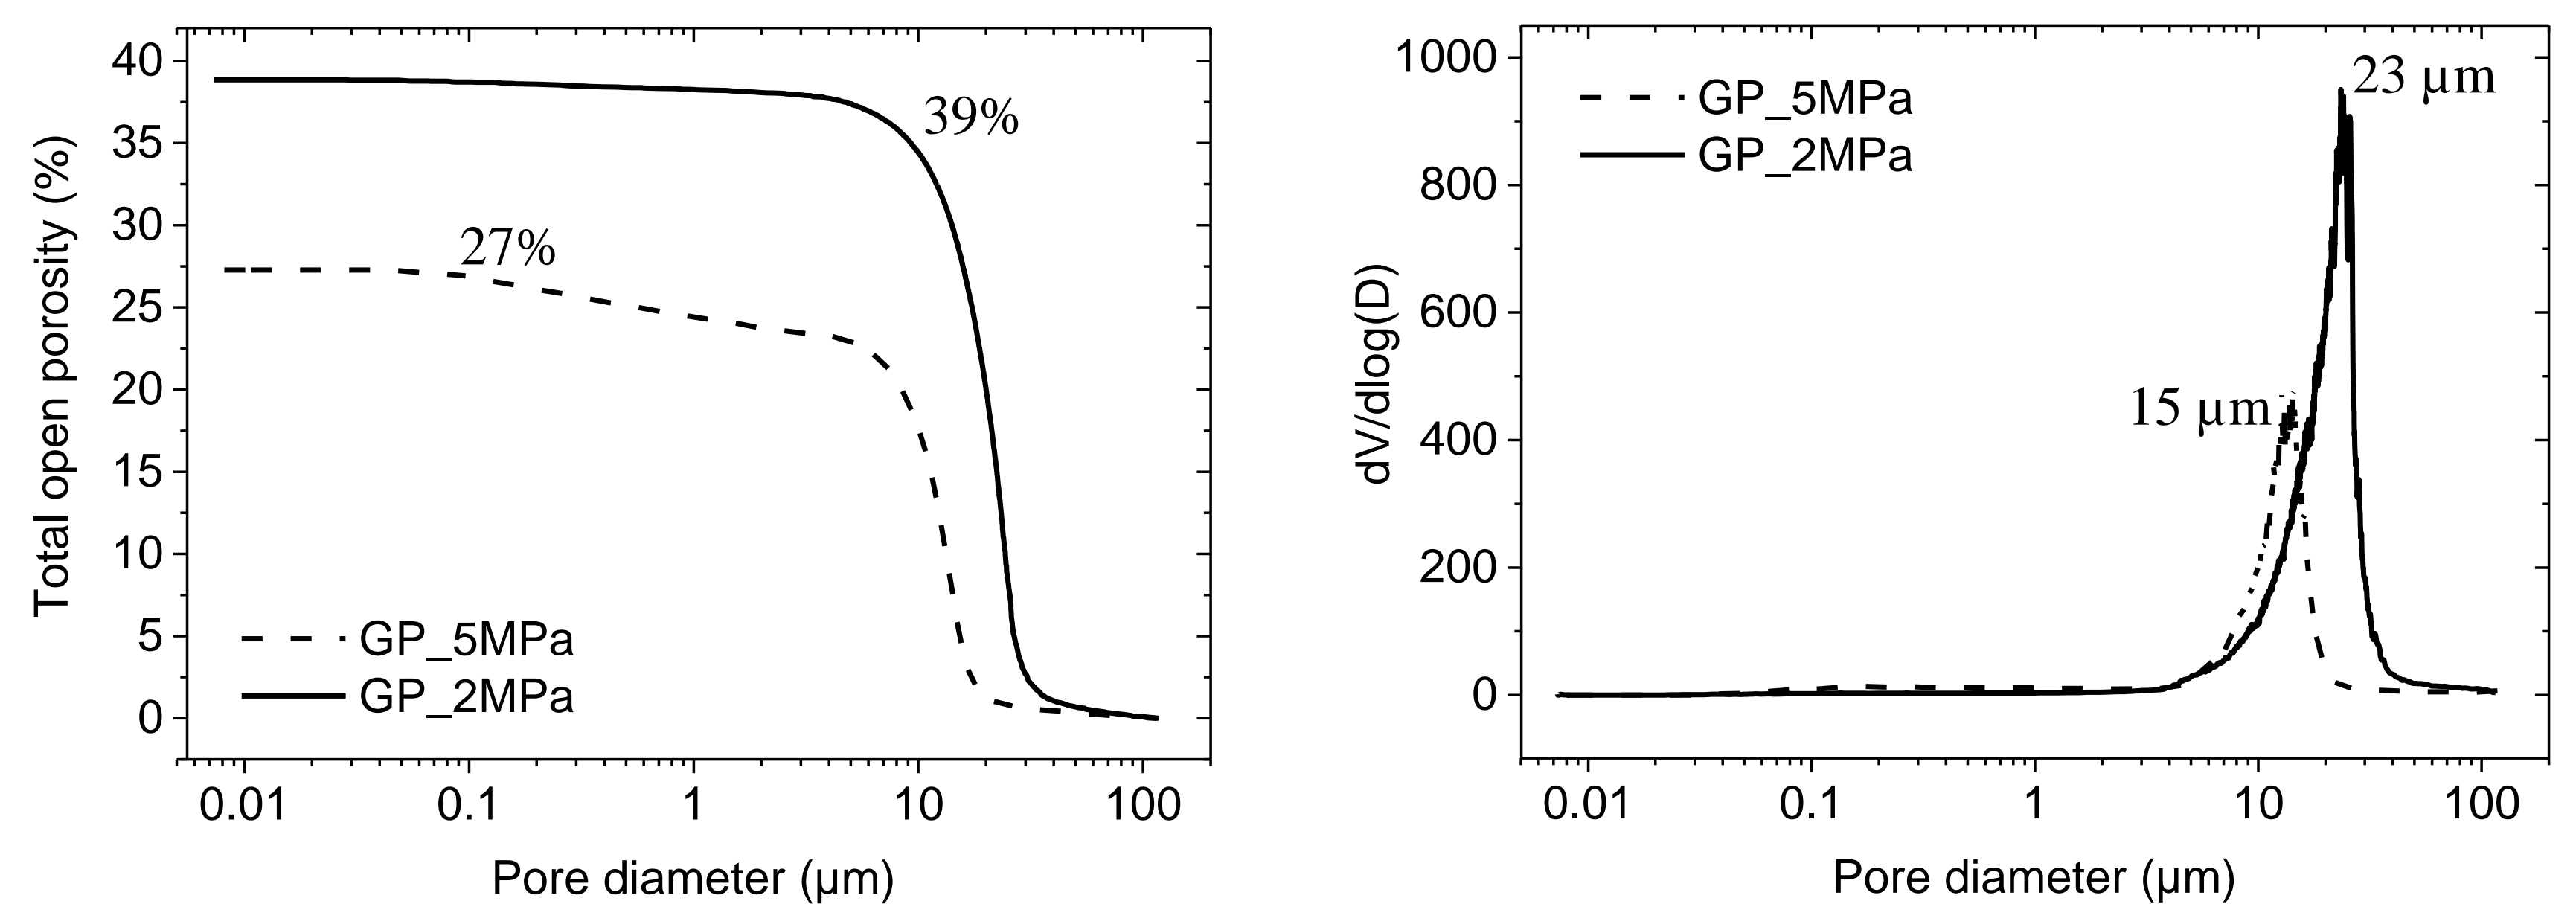 40
35
30
25
20
15
10
5
0
Total open porosity (%)
39%
27%
GP_5MPa
GP_2MPa
0.01 0.1 1 10 100
Pore diameter (µm)
1000
800
600
400
200
0
dV/dlog(D)
GP_5MPa
GP_2MPa
23 µm
15 µm
0.01 0.1 1 10 100
Pore diameter (µm)